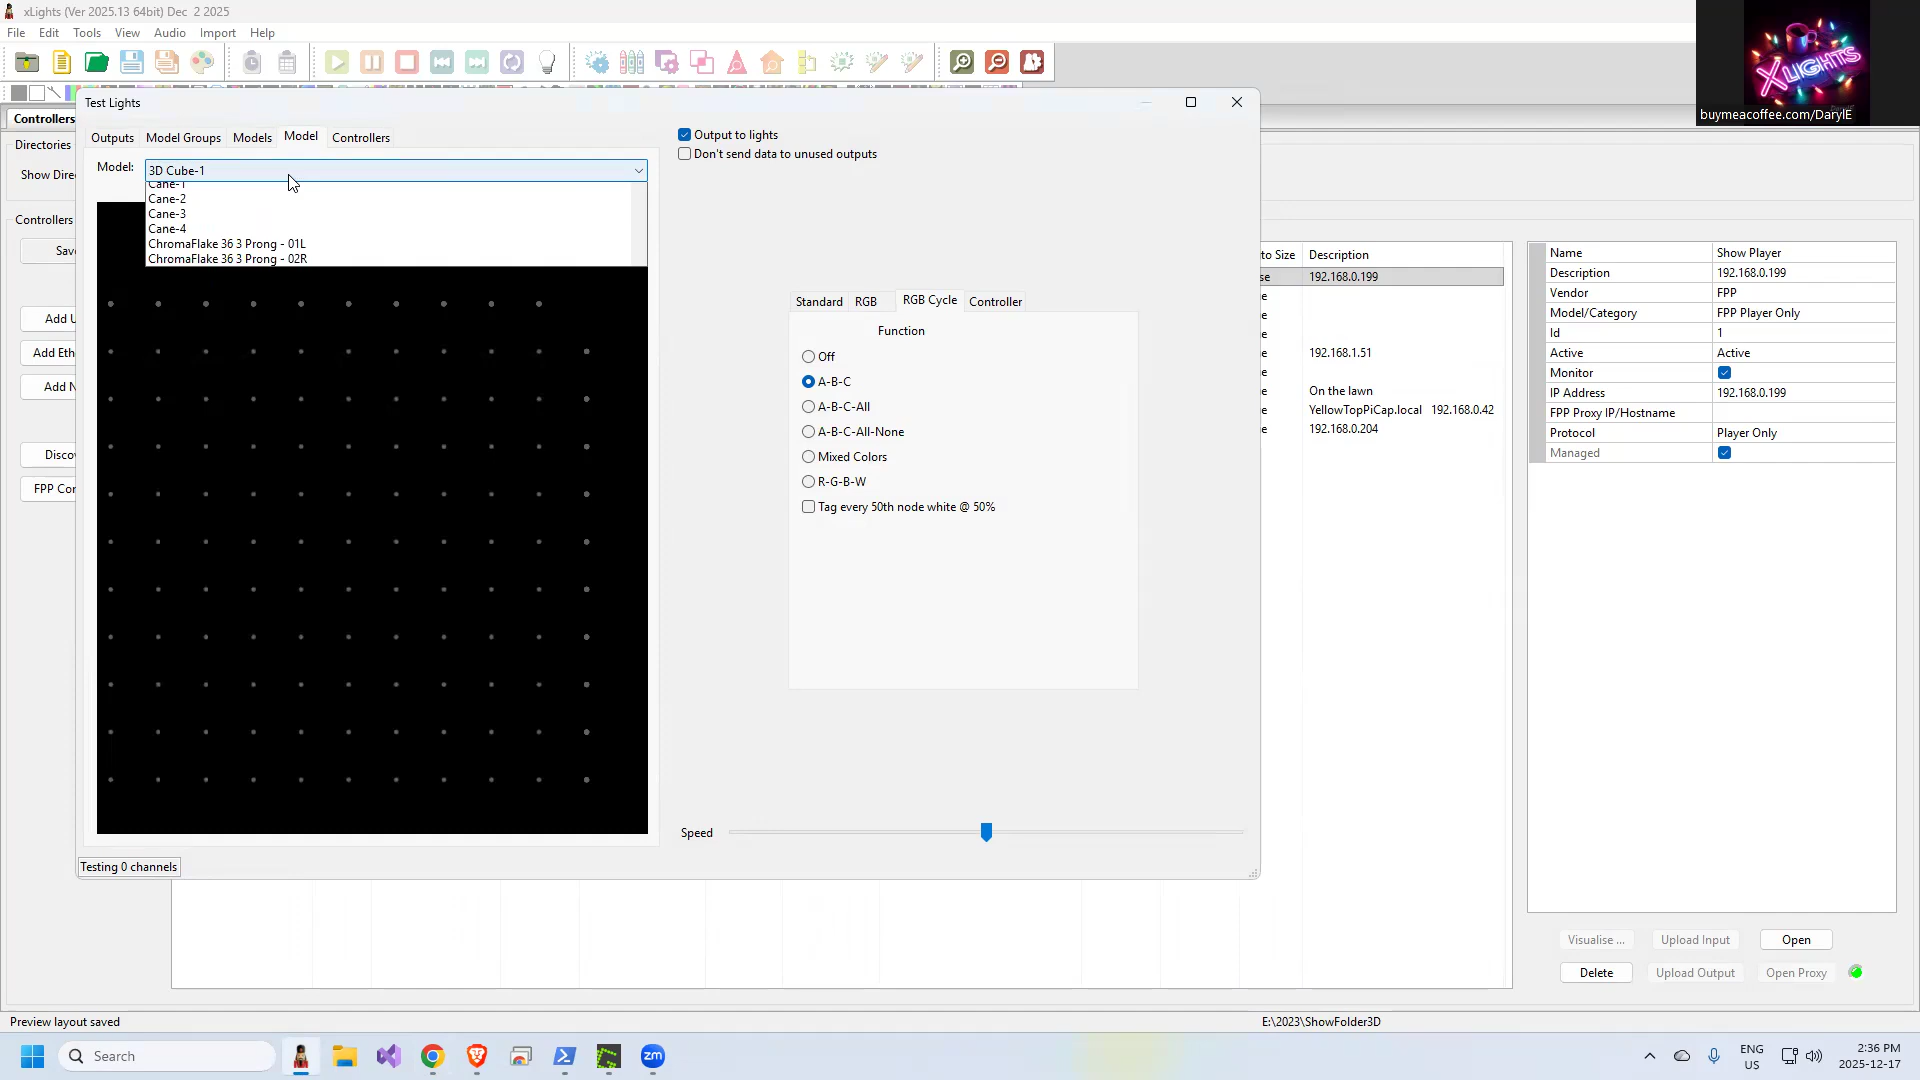 xLights (Ver 2025.13 64bit) Dec 2 2025
File Edit Tools View Audio Import Help
XLIGHTS
buymeacoffee.com/DarylE
Test Lights
Controllers
Outputs Model Groups Models Model Controllers
Output to lights
Don't send data to unused outputs
Directories
Model: 3D Cube-1
Show Dire
Cane-1
Cane-2
Cane-3
Cane-4
ChromaFlake 36 3 Prong - 01L
ChromaFlake 36 3 Prong - 02R
Controllers
Save
Add U
Add Eth
Add N
Disco
FPP Cor
Standard RGB RGB Cycle Controller
Function
Off
A-B-C
A-B-C-All
A-B-C-All-None
Mixed Colors
R-G-B-W
Tag every 50th node white @ 50%
Speed
Testing 0 channels
to Size Description
se 192.168.0.199
e
e
e
e 192.168.1.51
e
e On the lawn
e YellowTopPiCap.local 192.168.0.42
e 192.168.0.204
Name Show Player
Description 192.168.0.199
Vendor FPP
Model/Category FPP Player Only
Id 1
Active Active
Monitor
IP Address 192.168.0.199
FPP Proxy IP/Hostname
Protocol Player Only
Managed
Visualise ... Upload Input Open
Delete Upload Output Open Proxy
Preview layout saved E:\2023\ShowFolder3D
Search
zm
ENG
US
2:36 PM
2025-12-17